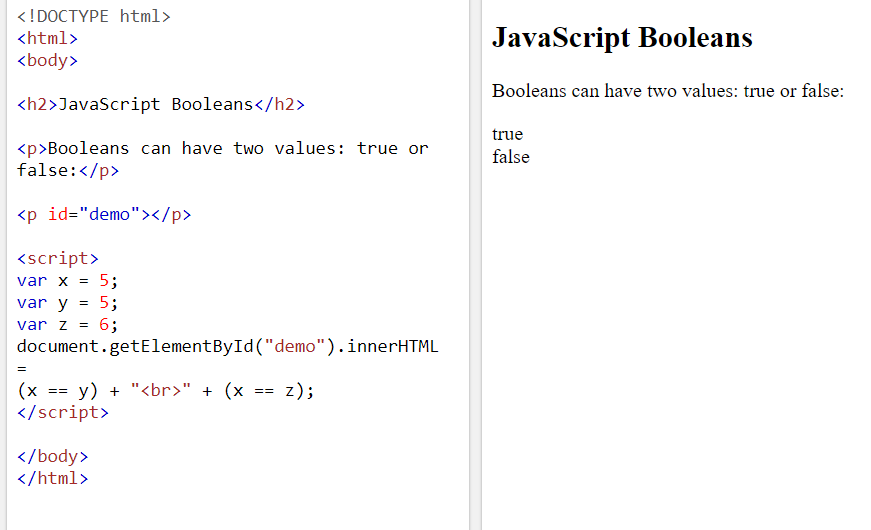 <!DOCTYPE html>
<html>
<body>
<h2>JavaScript Booleans</h2>
<p>Booleans can have two values: true or
false:</p>
<p id="demo"></p>
<script>
var x = 5;
var y = 5;
var z = 6;
document.getElementById("demo").innerHTML
=
(x == y) + "<br>" + (x == z);
</script>
</body>
</html>
JavaScript Booleans
Booleans can have two values: true or false:
true
false